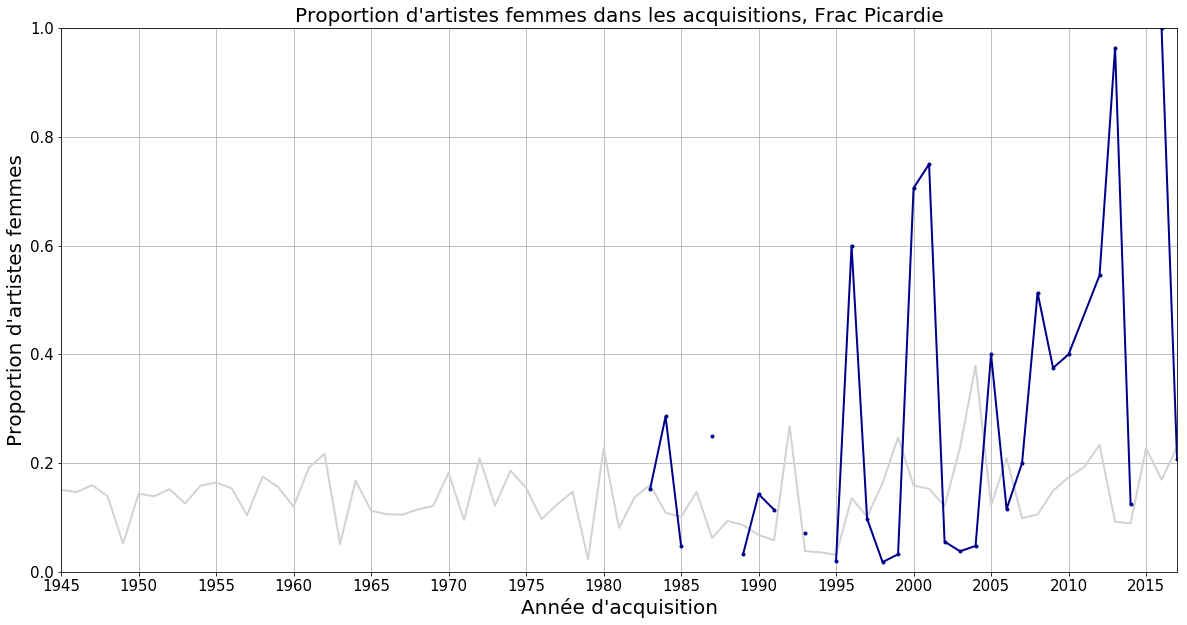 Proportion d'artistes femmes dans les acquisitions, Frac Picardie
Proportion d'artistes femmes
1.0
0.8
0.6
0.4
0.2
0.0
1945 1950 1955 1960 1965 1970 1975 1980 1985 1990 1995 2000 2005 2010 2015
Année d'acquisition